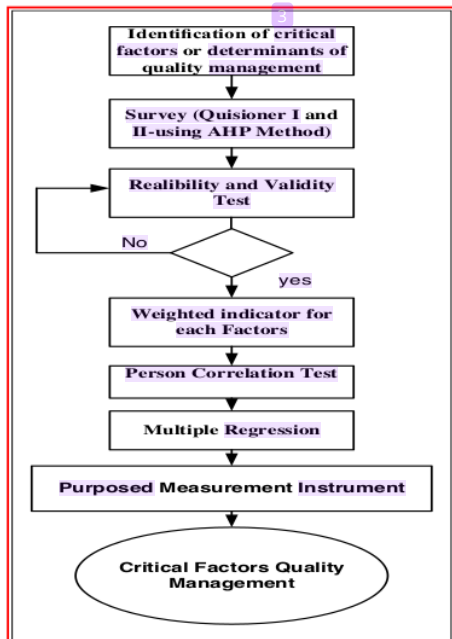 3
Identification of critical
factors or determinants of
quality management
Survey (Quisioner I and
II-using AHP Method)
Realibility and Validity
Test
No
yes
Weighted indicator for
each Factors
Person Correlation Test
Multiple Regression
Purposed Measurement Instrument
Critical Factors Quality
Management